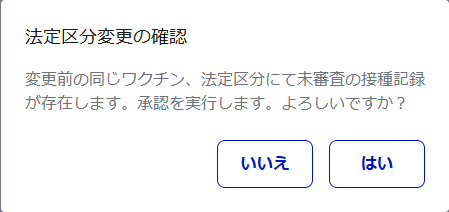 法定区分変更の確認
変更前の同じワクチン、法定区分にて未審査の接種記録
が存在します。承認を実行します。よろしいですか？
いいえ
はい